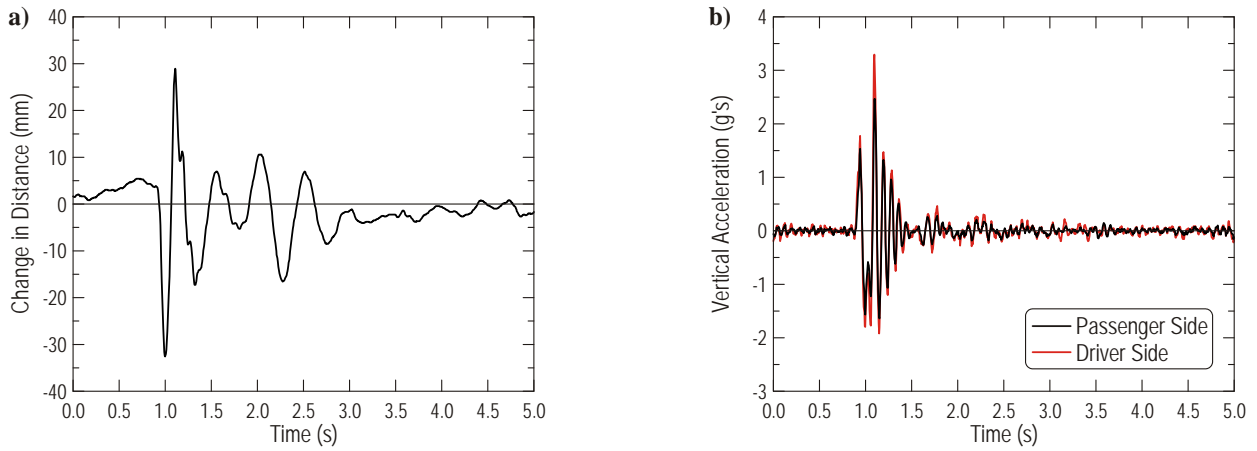 a)
Change in Distance (mm)
40
30
20
10
0
-10
-20
-30
-40
0.0 0.5 1.0 1.5 2.0 2.5 3.0 3.5 4.0 4.5 5.0
Time (s)
b)
Vertical Acceleration (g's)
4
3
2
1
0
-1
-2
-3
Passenger Side
Driver Side
0.0 0.5 1.0 1.5 2.0 2.5 3.0 3.5 4.0 4.5 5.0
Time (s)